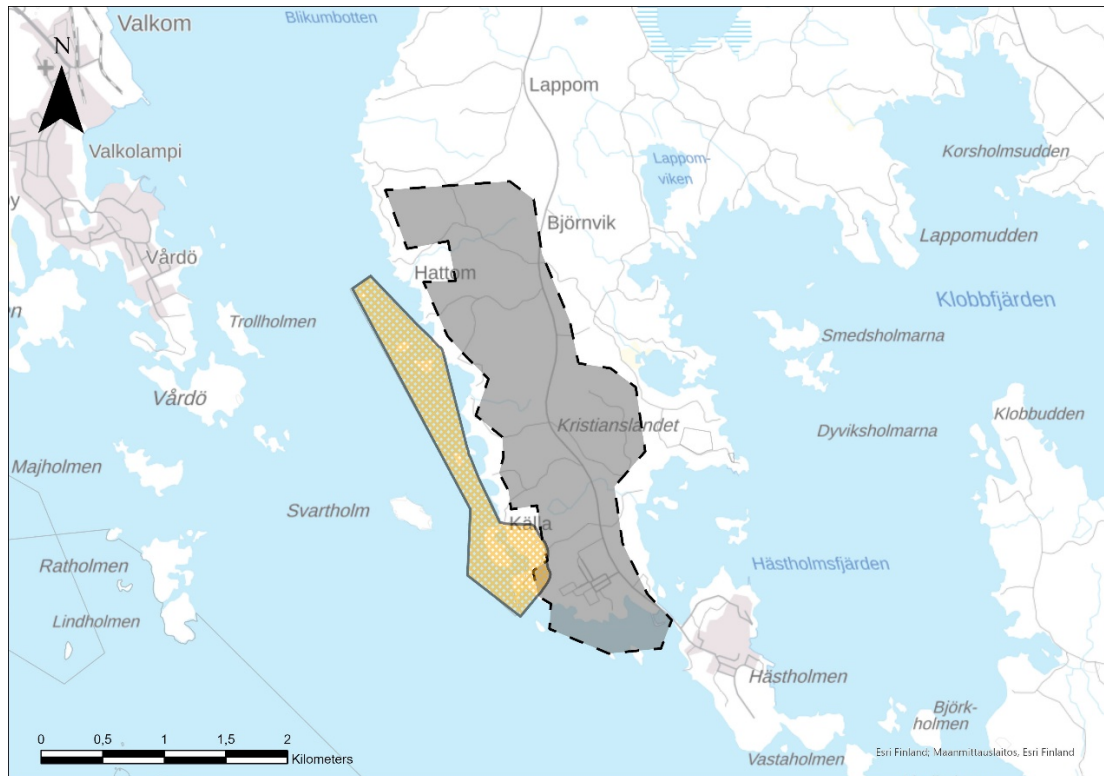 Valkom
Blikumbotten
N
Lappom
Valkolampi
Lappom-
viken
Korsholmsudden
Björnvik
Lappomudden
Vårdö
Hattom
Klobbfjärden
Trollholmen
Smedsholmarna
Vårdö
Kristianslandet
Klobbudden
Dyviksholmarna
Majholmen
Svartholm
Källa
Ratholmen
Hästholmsfjärden
Lindholmen
Hästholmen
Björk-
holmen
0 0,5 1 1,5 2
Kilometers
Vastaholmen
Esri Finland; Maanmittauslaitos, Esri Finland